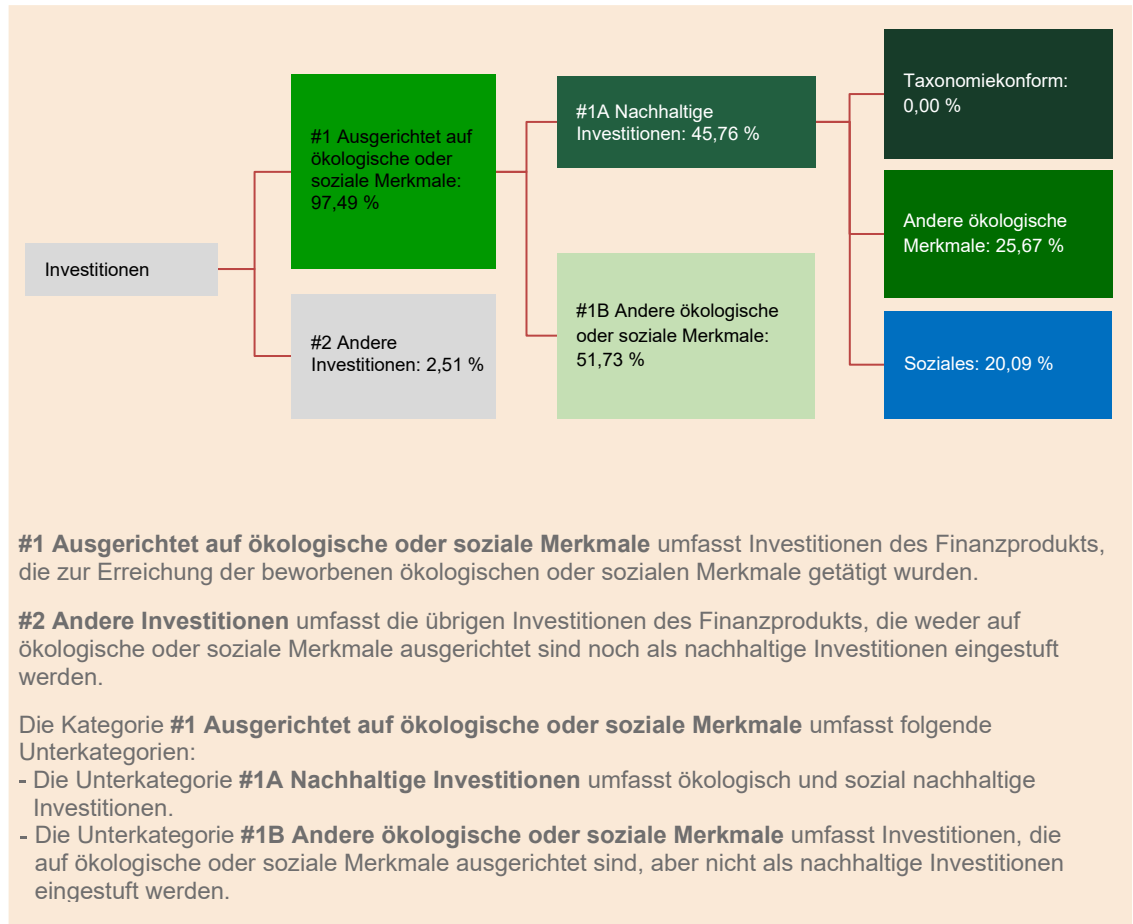 Investitionen
#1 Ausgerichtet auf
ökologische oder
soziale Merkmale:
97,49 %
#2 Andere
Investitionen: 2,51 %
#1A Nachhaltige
Investitionen: 45,76 %
#1B Andere ökologische
oder soziale Merkmale:
51,73 %
Taxonomiekonform:
0,00 %
Andere ökologische
Merkmale: 25,67 %
Soziales: 20,09 %
#1 Ausgerichtet auf ökologische oder soziale Merkmale umfasst Investitionen des Finanzprodukts,
die zur Erreichung der beworbenen ökologischen oder sozialen Merkmale getätigt wurden.
#2 Andere Investitionen umfasst die übrigen Investitionen des Finanzprodukts, die weder auf
ökologische oder soziale Merkmale ausgerichtet sind noch als nachhaltige Investitionen eingestuft
werden.
Die Kategorie #1 Ausgerichtet auf ökologische oder soziale Merkmale umfasst folgende
Unterkategorien:
- Die Unterkategorie #1A Nachhaltige Investitionen umfasst ökologisch und sozial nachhaltige
Investitionen.
- Die Unterkategorie #1B Andere ökologische oder soziale Merkmale umfasst Investitionen, die
auf ökologische oder soziale Merkmale ausgerichtet sind, aber nicht als nachhaltige Investitionen
eingestuft werden.